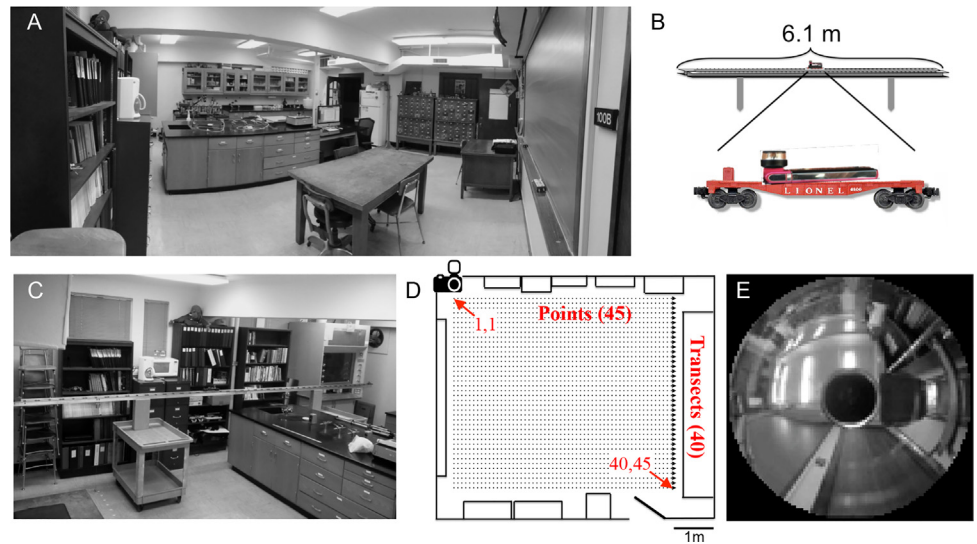 A
100B
B
6.1 m
LIONEL
C
D
1,1
Points (45)
Transects (40)
40,45
1m
E